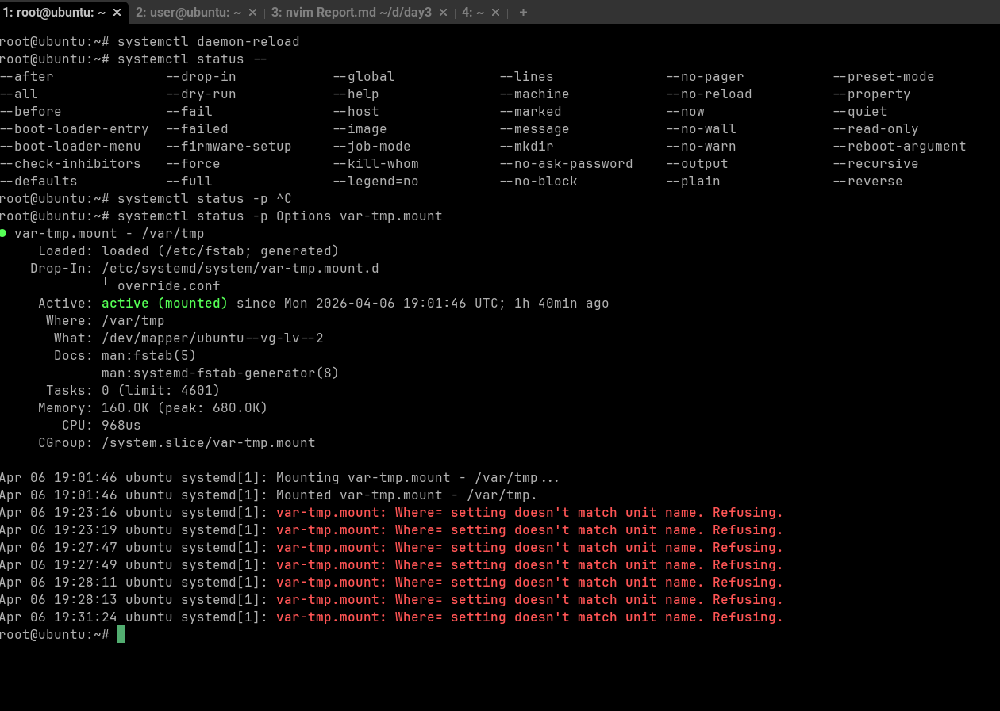 1: root@ubuntu: ~ × 2: user@ubuntu: ~ × 3: nvim Report.md ~/d/day3 × 4: ~ × +
root@ubuntu:~# systemctl daemon-reload
root@ubuntu:~# systemctl status --
--after --drop-in --global --lines --no-pager --preset-mode
--all --dry-run --help --machine --no-reload --property
--before --fail --host --marked --now --quiet
--boot-loader-entry --failed --image --message --no-wall --read-only
--boot-loader-menu --firmware-setup --job-mode --mkdir --no-warn --reboot-argument
--check-inhibitors --force --kill-whom --no-ask-password --output --recursive
--defaults --full --legend=no --no-block --plain --reverse
root@ubuntu:~# systemctl status -p ^C
root@ubuntu:~# systemctl status -p Options var-tmp.mount
● var-tmp.mount - /var/tmp
Loaded: loaded (/etc/fstab; generated)
Drop-In: /etc/systemd/system/var-tmp.mount.d
└─override.conf
Active: active (mounted) since Mon 2026-04-06 19:01:46 UTC; 1h 40min ago
Where: /var/tmp
What: /dev/mapper/ubuntu--vg-lv--2
Docs: man:fstab(5)
man:systemd-fstab-generator(8)
Tasks: 0 (limit: 4601)
Memory: 160.0K (peak: 680.0K)
CPU: 968us
CGroup: /system.slice/var-tmp.mount
Apr 06 19:01:46 ubuntu systemd[1]: Mounting var-tmp.mount - /var/tmp...
Apr 06 19:01:46 ubuntu systemd[1]: Mounted var-tmp.mount - /var/tmp.
Apr 06 19:23:16 ubuntu systemd[1]: var-tmp.mount: Where= setting doesn't match unit name. Refusing.
Apr 06 19:23:19 ubuntu systemd[1]: var-tmp.mount: Where= setting doesn't match unit name. Refusing.
Apr 06 19:27:47 ubuntu systemd[1]: var-tmp.mount: Where= setting doesn't match unit name. Refusing.
Apr 06 19:27:49 ubuntu systemd[1]: var-tmp.mount: Where= setting doesn't match unit name. Refusing.
Apr 06 19:28:11 ubuntu systemd[1]: var-tmp.mount: Where= setting doesn't match unit name. Refusing.
Apr 06 19:28:13 ubuntu systemd[1]: var-tmp.mount: Where= setting doesn't match unit name. Refusing.
Apr 06 19:31:24 ubuntu systemd[1]: var-tmp.mount: Where= setting doesn't match unit name. Refusing.
root@ubuntu:~#